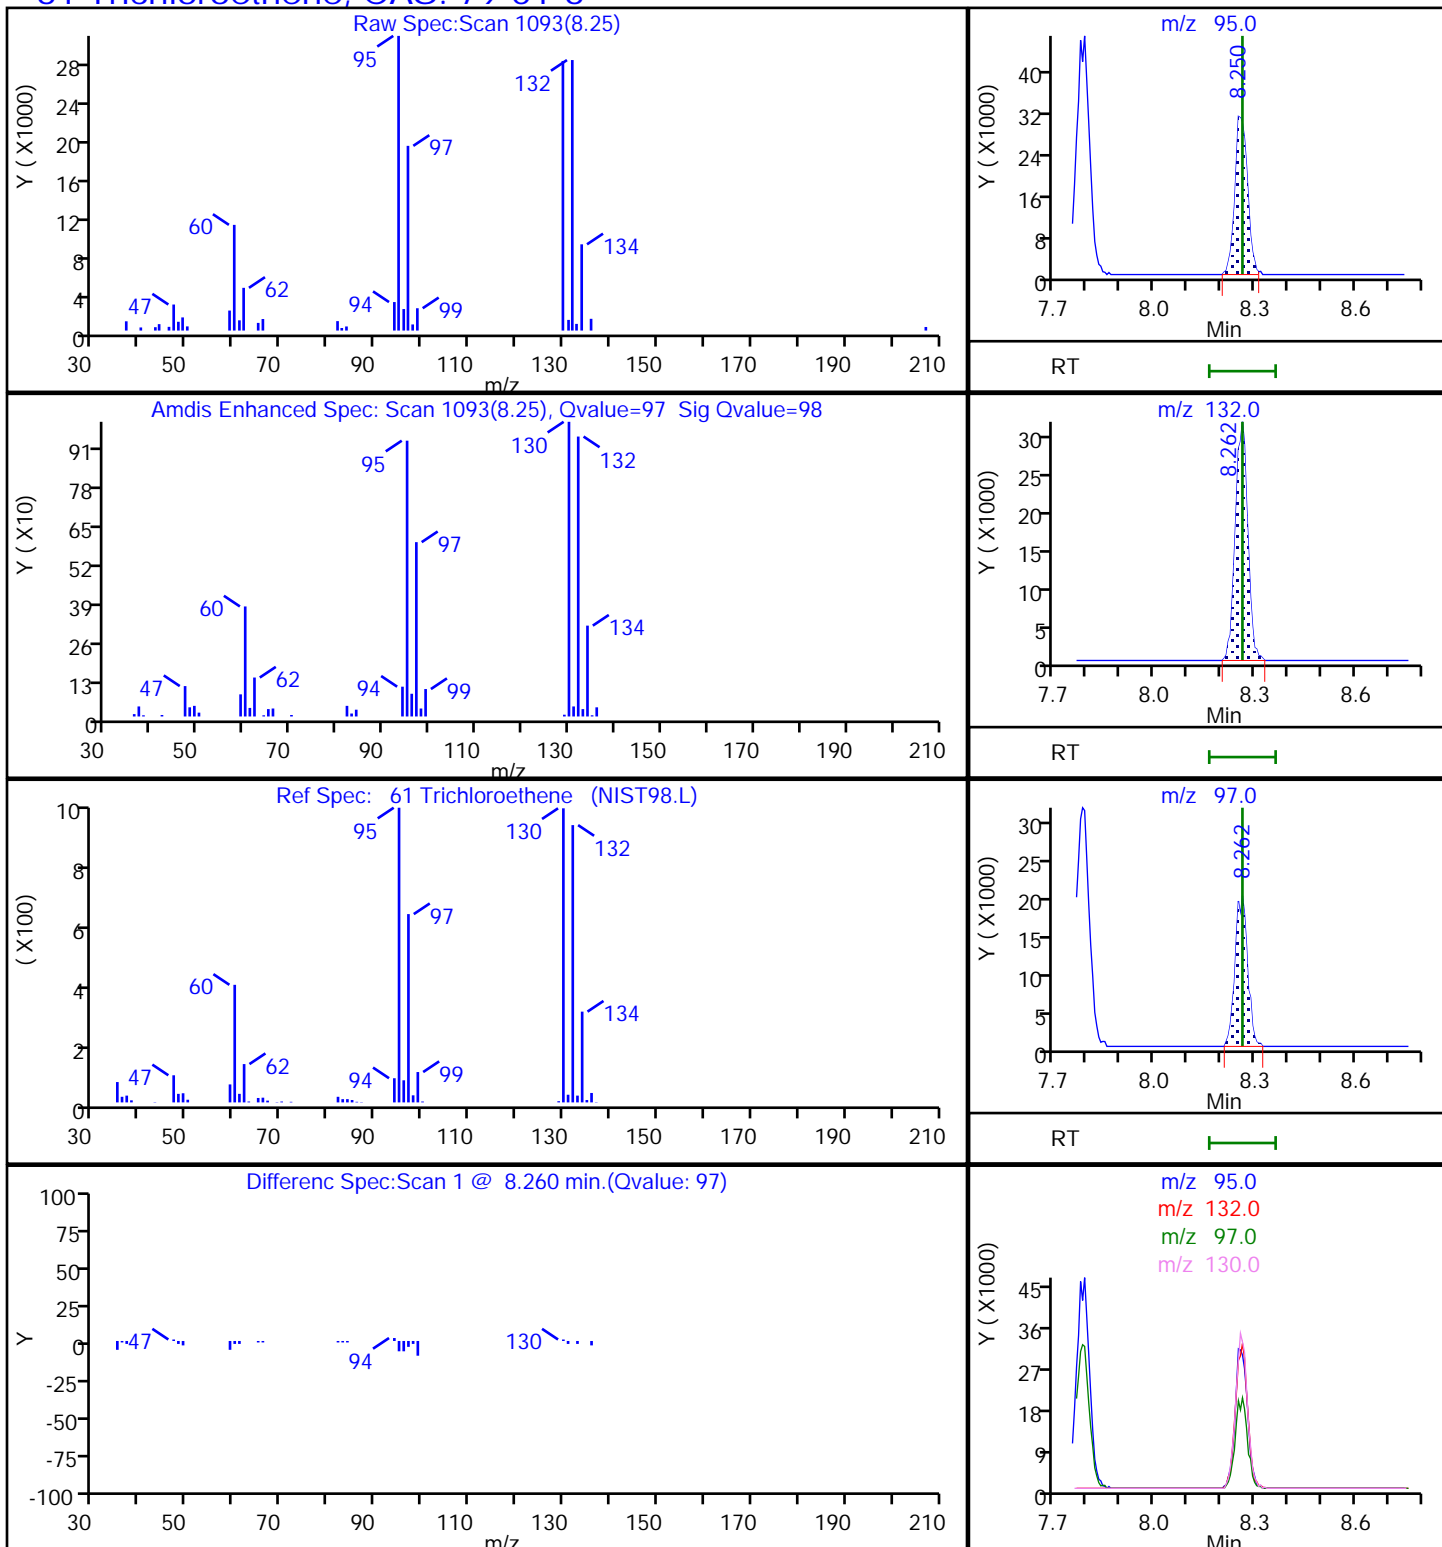 61 Trichloroethene, CAS: 79-01-6
Raw Spec:Scan 1093(8.25)
Y ( X1000)
28
24
20
16
12
8
4
0
95
132
97
60
134
62
47
94
99
30 50 70 90 110 130 150 170 190 210
m/z
m/z 95.0
Y ( X1000)
40
32
24
16
8
0
8.250
7.7 8.0 8.3 8.6
Min
RT
Amdis Enhanced Spec: Scan 1093(8.25), Qvalue=97 Sig Qvalue=98
Y ( X10)
91
78
65
52
39
26
13
0
130
95
132
97
60
134
62
47
94
99
30 50 70 90 110 130 150 170 190 210
m/z
m/z 132.0
Y ( X1000)
30
25
20
15
10
5
0
8.262
7.7 8.0 8.3 8.6
Min
RT
Ref Spec: 61 Trichloroethene (NIST98.L)
( X100)
10
8
6
4
2
0
95
130
132
97
60
134
62
47
94
99
30 50 70 90 110 130 150 170 190 210
m/z
m/z 97.0
Y ( X1000)
30
25
20
15
10
5
0
8.262
7.7 8.0 8.3 8.6
Min
RT
Differenc Spec:Scan 1 @ 8.260 min.(Qvalue: 97)
Y
100
75
50
25
0
-25
-50
-75
-100
47
94
130
30 50 70 90 110 130 150 170 190 210
m/z
m/z 95.0
m/z 132.0
m/z 97.0
m/z 130.0
Y ( X1000)
45
36
27
18
9
0
7.7 8.0 8.3 8.6
Min